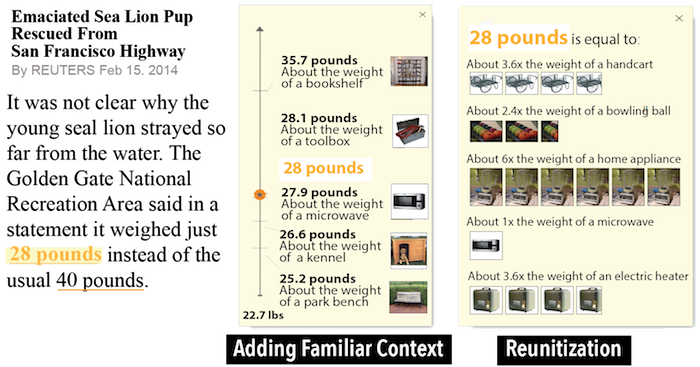 Emaciated Sea Lion Pup
Rescued From
San Francisco Highway
By REUTERS Feb 15. 2014
It was not clear why the
young seal lion strayed so
far from the water. The
Golden Gate National
Recreation Area said in a
statement it weighed just
28 pounds instead of the
usual 40 pounds.
35.7 pounds
About the weight
of a bookshelf
28.1 pounds
About the weight
of a toolbox
28 pounds
27.9 pounds
About the weight
of a microwave
26.6 pounds
About the weight
of a kennel
25.2 pounds
About the weight
of a park bench
22.7 lbs
Adding Familiar Context
28 pounds is equal to:
About 3.6x the weight of a handcart
About 2.4x the weight of a bowling ball
About 6x the weight of a home appliance
About 1x the weight of a microwave
About 3.6x the weight of an electric heater
Reunitization